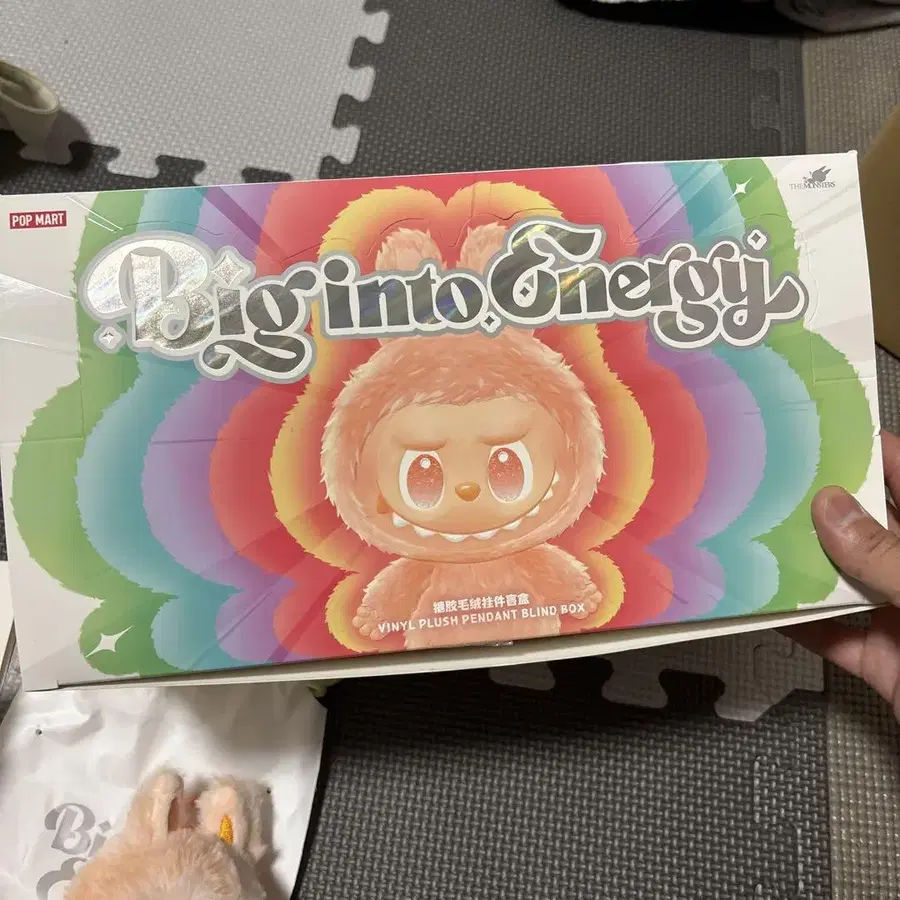 POP MART
THE MONSTERS
Big into Energy
搪胶毛绒挂件盲盒
VINYL PLUSH PENDANT BLIND BOX
Bi
E